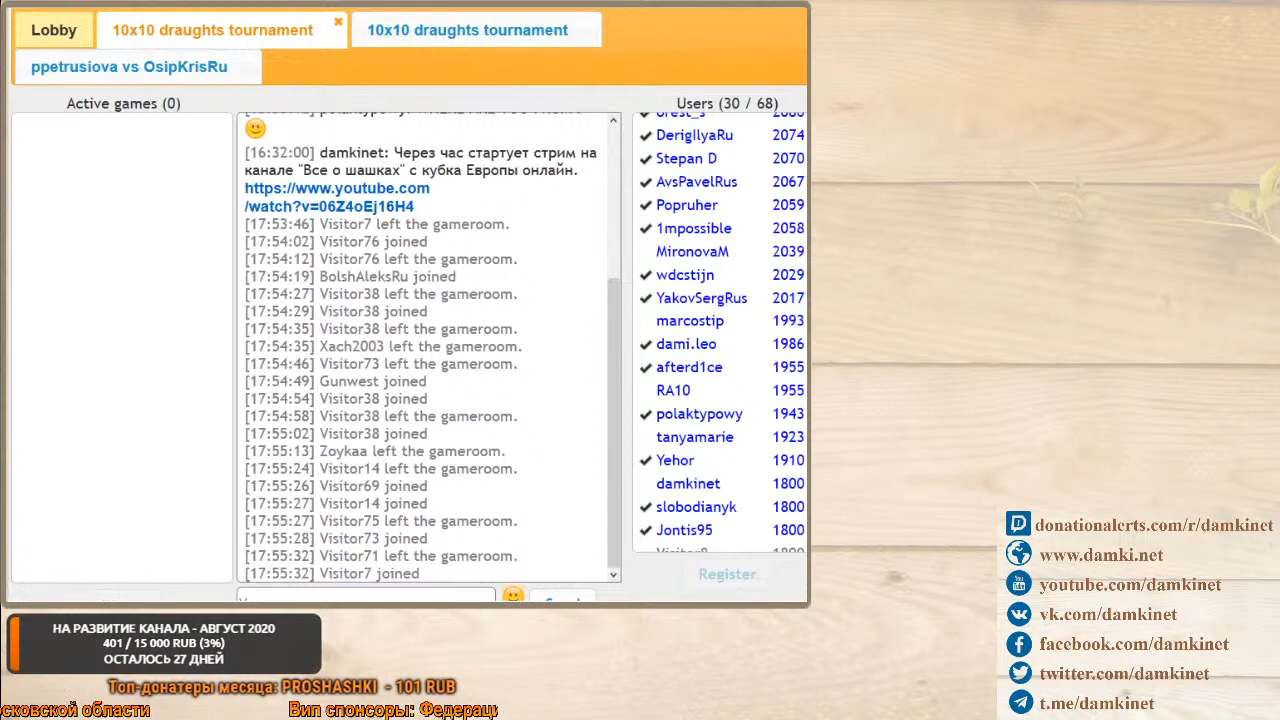 Lobby
10x10 draughts tournament
10x10 draughts tournament
ppetrusiova vs OsipKrisRu
Active games (0)
Users (30 / 68)
[16:32:00] damkinet: Через час стартует стрим на
канале "Все о шашках" с кубка Европы онлайн.
https://www.youtube.com
/watch?v=06Z4oEj16H4
[17:53:46] Visitor7 left the gameroom.
[17:54:02] Visitor76 joined
[17:54:12] Visitor76 left the gameroom.
[17:54:19] BolshAleksRu joined
[17:54:27] Visitor38 left the gameroom.
[17:54:29] Visitor38 joined
[17:54:35] Visitor38 left the gameroom.
[17:54:35] Xach2003 left the gameroom.
[17:54:46] Visitor73 left the gameroom.
[17:54:49] Gunwest joined
[17:54:54] Visitor38 joined
[17:54:58] Visitor38 left the gameroom.
[17:55:02] Visitor38 joined
[17:55:13] Zoykaa left the gameroom.
[17:55:24] Visitor14 left the gameroom.
[17:55:26] Visitor69 joined
[17:55:27] Visitor14 joined
[17:55:27] Visitor75 left the gameroom.
[17:55:28] Visitor73 joined
[17:55:32] Visitor71 left the gameroom.
[17:55:32] Visitor7 joined
DerigIlyaRu 2074
Stepan D 2070
AvsPavelRus 2067
Popruher 2059
1mpossible 2058
MironovaM 2039
wdcstijn 2029
YakovSergRus 2017
marcostip 1993
dami.leo 1986
afterd1ce 1955
RA10 1955
polaktypowy 1943
tanyamarie 1923
Yehor 1910
damkinet 1800
slobodianyk 1800
Jontis95 1800
Register
НА РАЗВИТИЕ КАНАЛА - АВГУСТ 2020
401 / 15 000 RUB (3%)
ОСТАЛОСЬ 27 ДНЕЙ
Топ-донатеры месяца: PROSHASHKI - 101 RUB
сковской области Вип спонсоры: Федераци
donationalerts.com/r/damkinet
www.damki.net
youtube.com/damkinet
vk.com/damkinet
facebook.com/damkinet
twitter.com/damkinet
t.me/damkinet